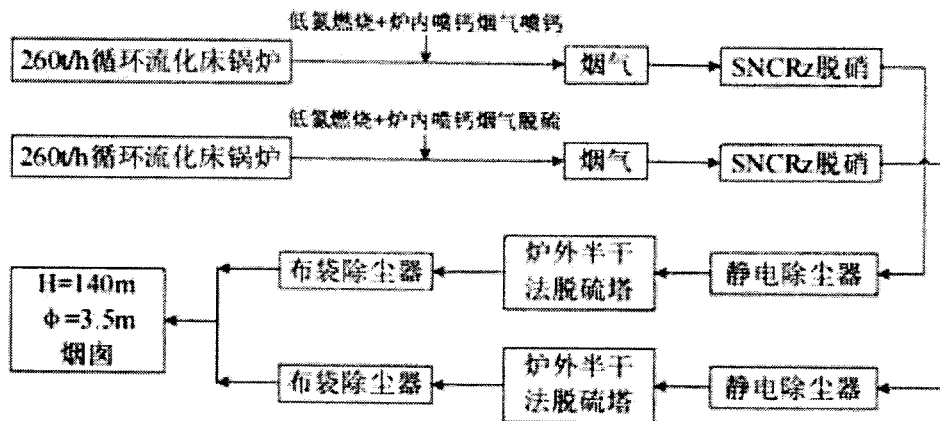 低氮燃烧+炉内喷钙烟气喷钙
260t/h循环流化床锅炉
烟气
SNCRz脱硝
低氮燃烧+炉内喷钙烟气脱硫
260t/h循环流化床锅炉
烟气
SNCRz脱硝
H=140m
φ=3.5m
烟囱
布袋除尘器
炉外半干
法脱硫塔
静电除尘器
布袋除尘器
炉外半干
法脱硫塔
静电除尘器